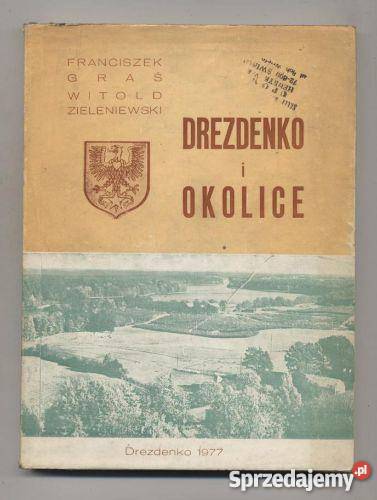 FRANCISZEK
GRAŚ
WITOLD
ZIELENIEWSKI
DREZDENKO
i
OKOLICE
Drezdenko 1977
Sprzedajemy.pl